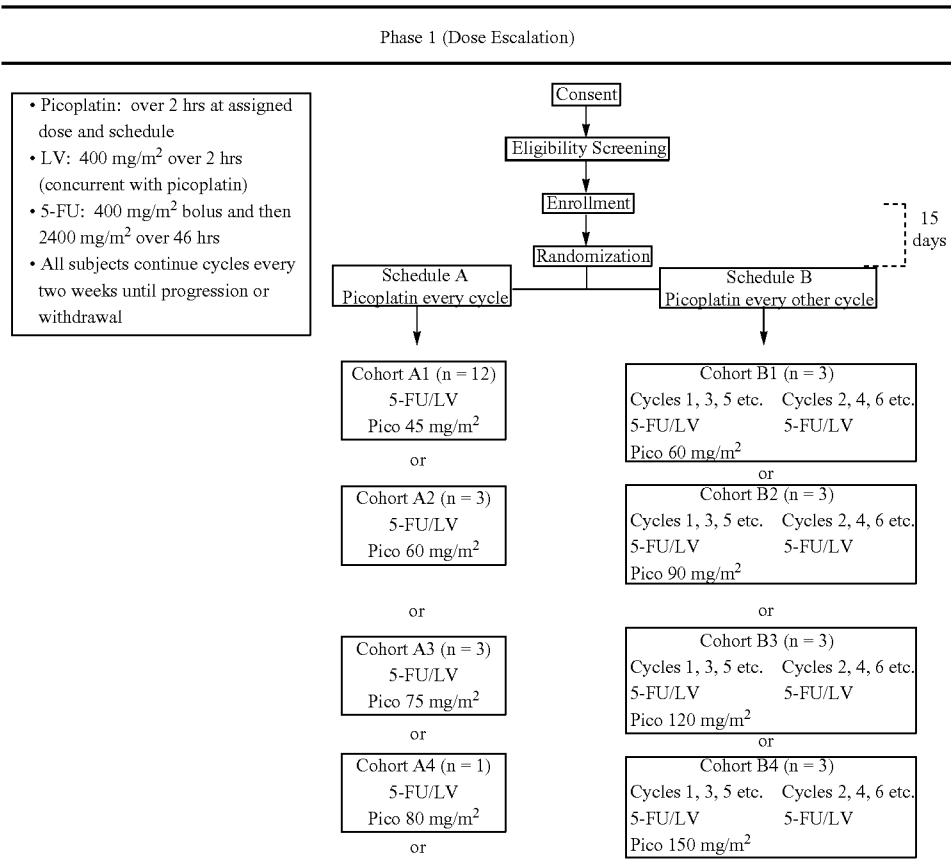 Phase 1 (Dose Escalation)
• Picoplatin: over 2 hrs at assigned
dose and schedule
• LV: 400 mg/m² over 2 hrs
(concurrent with picoplatin)
• 5-FU: 400 mg/m² bolus and then
2400 mg/m² over 46 hrs
• All subjects continue cycles every
two weeks until progression or
withdrawal
Consent
Eligibility Screening
Enrollment
Randomization
15
days
Schedule A
Picoplatin every cycle
Schedule B
Picoplatin every other cycle
Cohort A1 (n = 12)
5-FU/LV
Pico 45 mg/m²
or
Cohort A2 (n = 3)
5-FU/LV
Pico 60 mg/m²
or
Cohort A3 (n = 3)
5-FU/LV
Pico 75 mg/m²
or
Cohort A4 (n = 1)
5-FU/LV
Pico 80 mg/m²
or
Cohort B1 (n = 3)
Cycles 1, 3, 5 etc. Cycles 2, 4, 6 etc.
5-FU/LV 5-FU/LV
Pico 60 mg/m²
or
Cohort B2 (n = 3)
Cycles 1, 3, 5 etc. Cycles 2, 4, 6 etc.
5-FU/LV 5-FU/LV
Pico 90 mg/m²
or
Cohort B3 (n = 3)
Cycles 1, 3, 5 etc. Cycles 2, 4, 6 etc.
5-FU/LV 5-FU/LV
Pico 120 mg/m²
or
Cohort B4 (n = 3)
Cycles 1, 3, 5 etc. Cycles 2, 4, 6 etc.
5-FU/LV 5-FU/LV
Pico 150 mg/m²